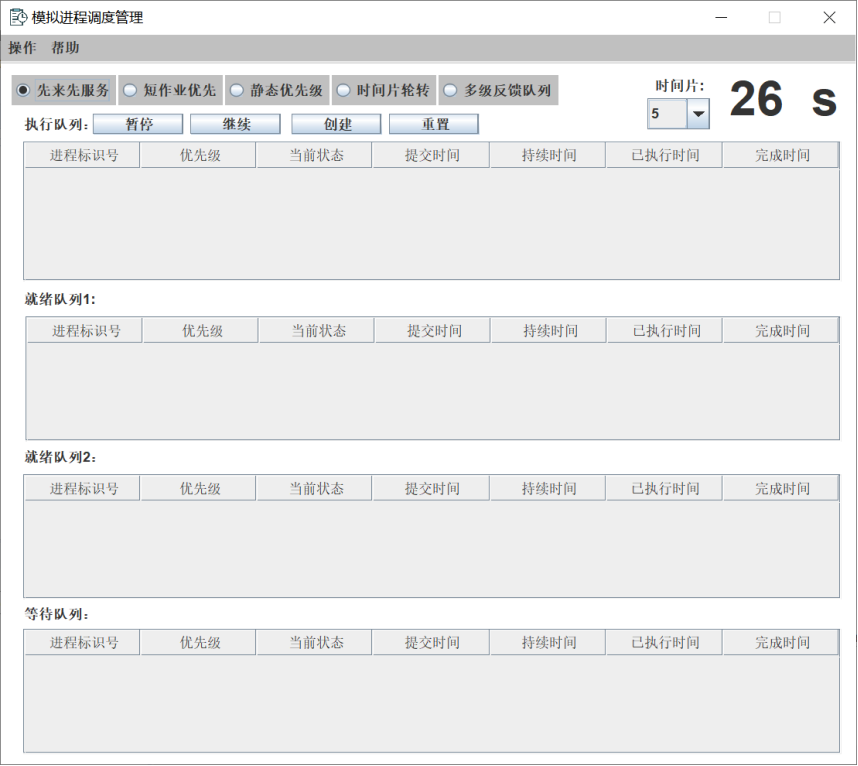 模拟进程调度管理
操作 帮助
先来先服务 短作业优先 静态优先级 时间片轮转 多级反馈队列 时间片: 26 s
执行队列: 暂停 继续 创建 重置 5
进程标识号 优先级 当前状态 提交时间 持续时间 已执行时间 完成时间
就绪队列1:
进程标识号 优先级 当前状态 提交时间 持续时间 已执行时间 完成时间
就绪队列2:
进程标识号 优先级 当前状态 提交时间 持续时间 已执行时间 完成时间
等待队列:
进程标识号 优先级 当前状态 提交时间 持续时间 已执行时间 完成时间